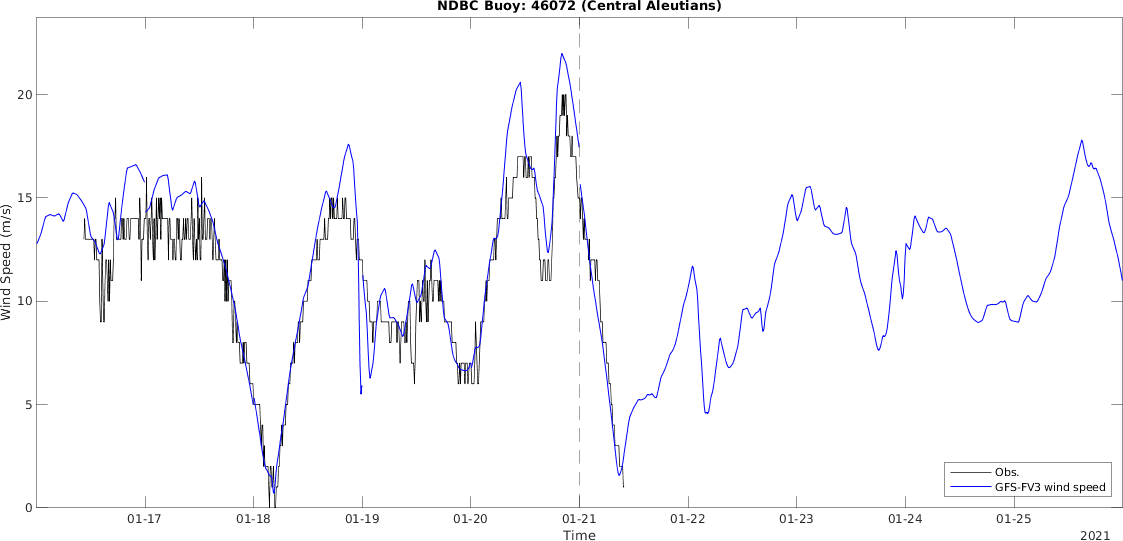 NDBC Buoy: 46072 (Central Aleutians)
Wind Speed (m/s)
20
15
10
5
0
01-17 01-18 01-19 01-20 01-21 01-22 01-23 01-24 01-25
Time
2021
Obs.
GFS-FV3 wind speed